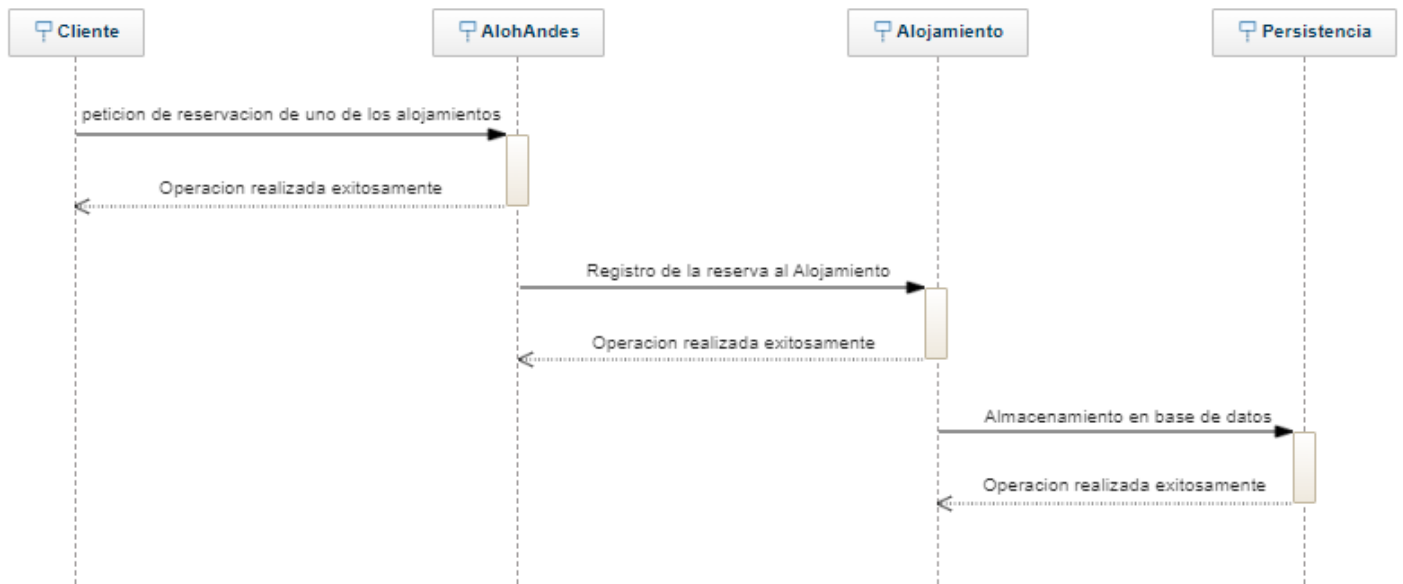 Cliente
AlohAndes
Alojamiento
Persistencia
peticion de reservacion de uno de los alojamientos
Operacion realizada exitosamente
Registro de la reserva al Alojamiento
Operacion realizada exitosamente
Almacenamiento en base de datos
Operacion realizada exitosamente